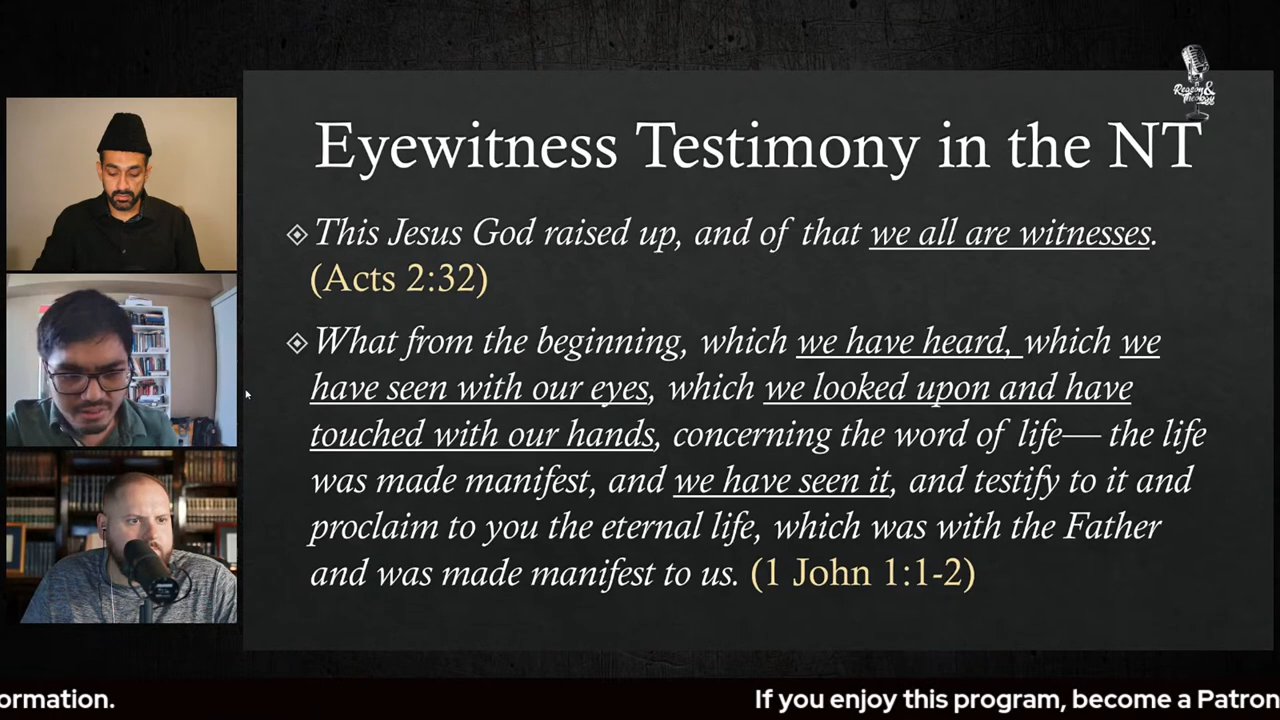 Reason &
Theology
Eyewitness Testimony in the NT
This Jesus God raised up, and of that we all are witnesses.
(Acts 2:32)
What from the beginning, which we have heard, which we
have seen with our eyes, which we looked upon and have
touched with our hands, concerning the word of life— the life
was made manifest, and we have seen it, and testify to it and
proclaim to you the eternal life, which was with the Father
and was made manifest to us. (1 John 1:1-2)
ormation. If you enjoy this program, become a Patron